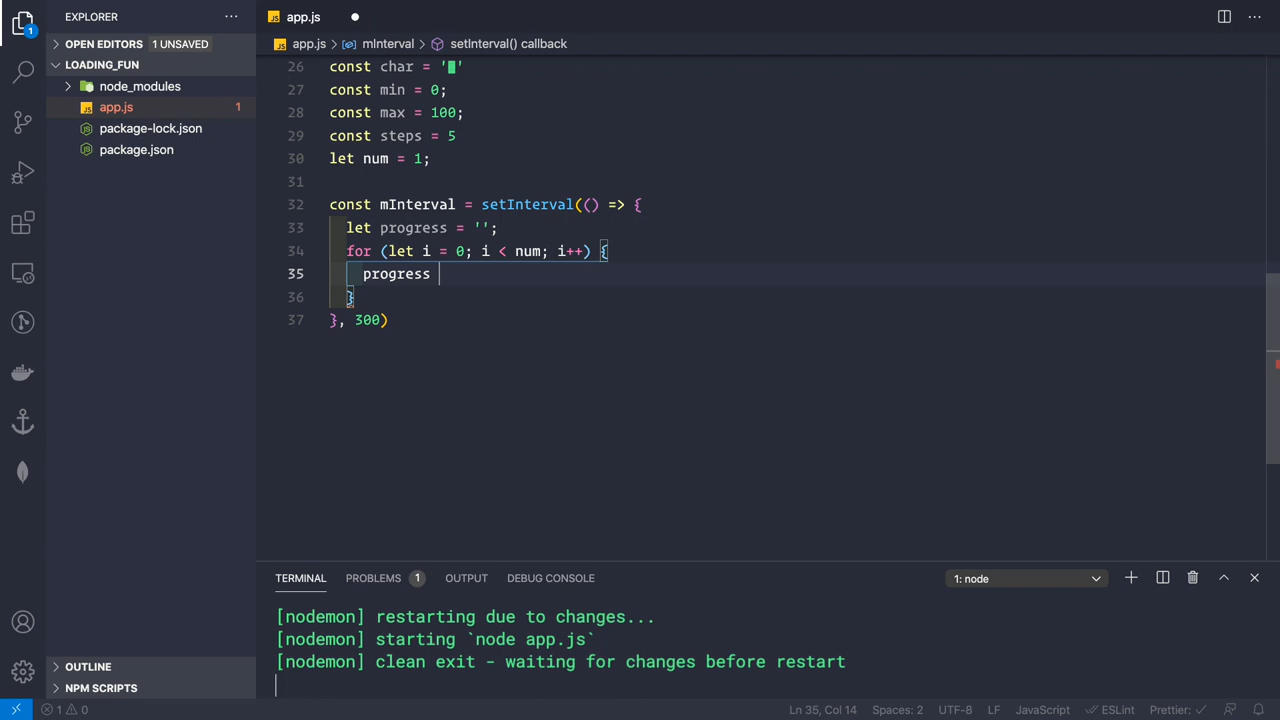 EXPLORER
app.js
OPEN EDITORS 1 UNSAVED
LOADING_FUN
node_modules
app.js 1
package-lock.json
package.json
OUTLINE
NPM SCRIPTS
1
app.js > mInterval > setInterval() callback
26 const char = '█'
27 const min = 0;
28 const max = 100;
29 const steps = 5
30 let num = 1;
31
32 const mInterval = setInterval(() => {
33 let progress = '';
34 for (let i = 0; i < num; i++) {
35 progress
36 }
37 }, 300)
TERMINAL PROBLEMS 1 OUTPUT DEBUG CONSOLE 1: node
[nodemon] restarting due to changes...
[nodemon] starting `node app.js`
[nodemon] clean exit - waiting for changes before restart
1 0 Ln 35, Col 14 Spaces: 2 UTF-8 LF JavaScript ESLint Prettier: ✓